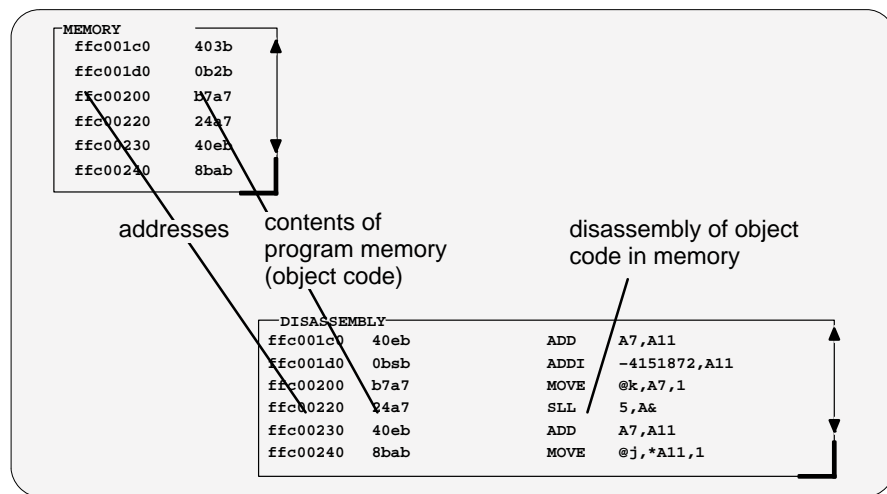 MEMORY
ffc001c0 403b
ffc001d0 0b2b
ffc00200 b7a7
ffc00220 24a7
ffc00230 40eb
ffc00240 8bab
addresses
contents of
program memory
(object code)
disassembly of object
code in memory
DISASSEMBLY
ffc001c0 40eb ADD A7,A11
ffc001d0 0bsb ADDI –4151872,A11
ffc00200 b7a7 MOVE @k,A7,1
ffc00220 24a7 SLL 5,A&
ffc00230 40eb ADD A7,A11
ffc00240 8bab MOVE @j,*A11,1